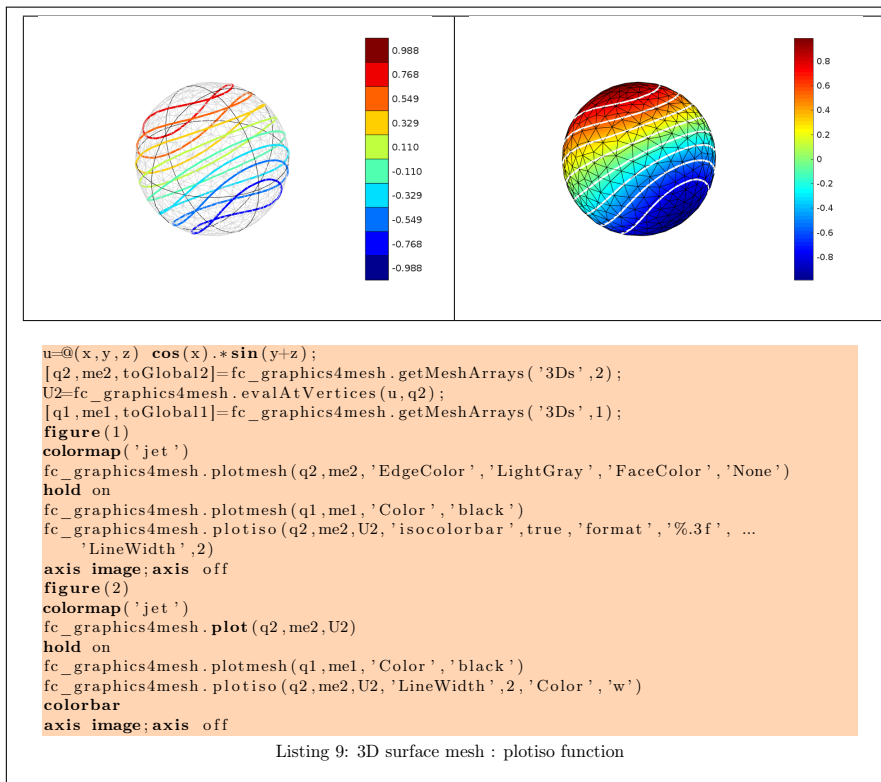 0.988
0.768
0.549
0.329
0.110
-0.110
-0.329
-0.549
-0.768
-0.988
0.8
0.6
0.4
0.2
0
-0.2
-0.4
-0.6
-0.8
u=@(x,y,z) cos(x).*sin(y+z);
[q2,me2,toGlobal2]=fc_graphics4mesh.getMeshArrays('3Ds',2);
U2=fc_graphics4mesh.evalAtVertices(u,q2);
[q1,me1,toGlobal1]=fc_graphics4mesh.getMeshArrays('3Ds',1);
figure(1)
colormap('jet')
fc_graphics4mesh.plotmesh(q2,me2,'EdgeColor','LightGray','FaceColor','None')
hold on
fc_graphics4mesh.plotmesh(q1,me1,'Color','black')
fc_graphics4mesh.plotiso(q2,me2,U2,'isocolorbar',true,'format','%.3f', ...
'LineWidth',2)
axis image;axis off
figure(2)
colormap('jet')
fc_graphics4mesh.plot(q2,me2,U2)
hold on
fc_graphics4mesh.plotmesh(q1,me1,'Color','black')
fc_graphics4mesh.plotiso(q2,me2,U2,'LineWidth',2,'Color','w')
colorbar
axis image;axis off
Listing 9: 3D surface mesh : plotiso function